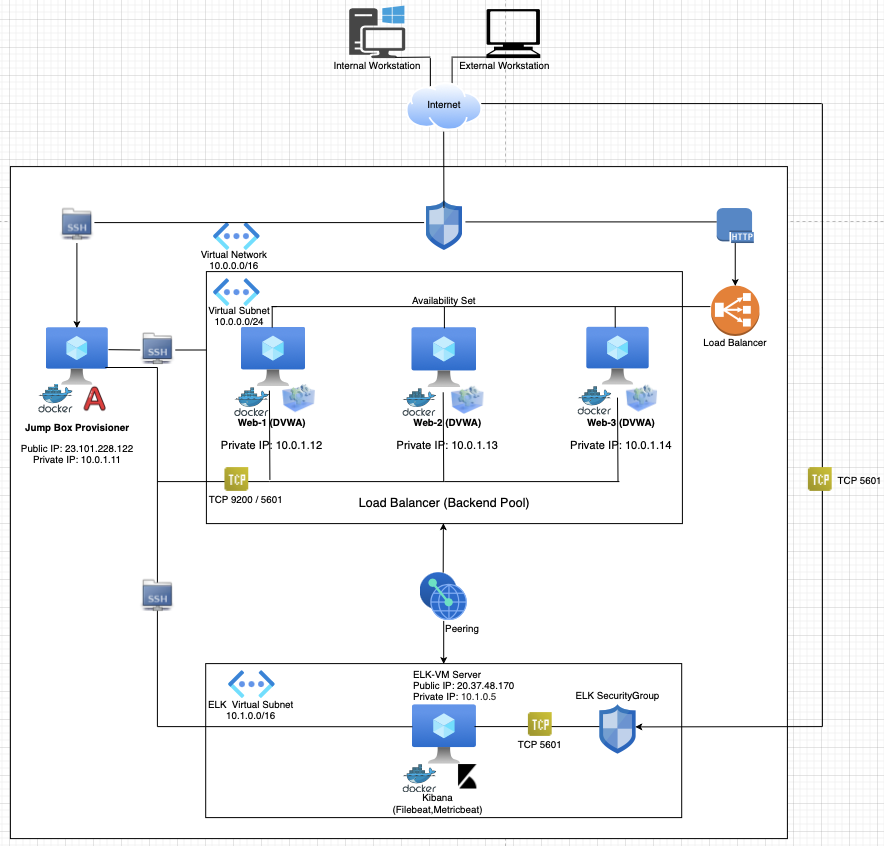 Internal Workstation
External Workstation
Internet
SSH
HTTP
Virtual Network
10.0.0.0/16
Virtual Subnet
10.0.0.0/24
Availability Set
Load Balancer
SSH
docker
A
Jump Box Provisioner
Public IP: 23.101.228.122
Private IP: 10.0.1.11
docker
Web-1 (DVWA)
Private IP: 10.0.1.12
docker
Web-2 (DVWA)
Private IP: 10.0.1.13
docker
Web-3 (DVWA)
Private IP: 10.0.1.14
TCP
TCP 9200 / 5601
Load Balancer (Backend Pool)
TCP
TCP 5601
SSH
Peering
ELK-VM Server
Public IP: 20.37.48.170
Private IP: 10.1.0.5
ELK Virtual Subnet
10.1.0.0/16
ELK SecurityGroup
TCP
TCP 5601
docker
Kibana
(Filebeat,Metricbeat)